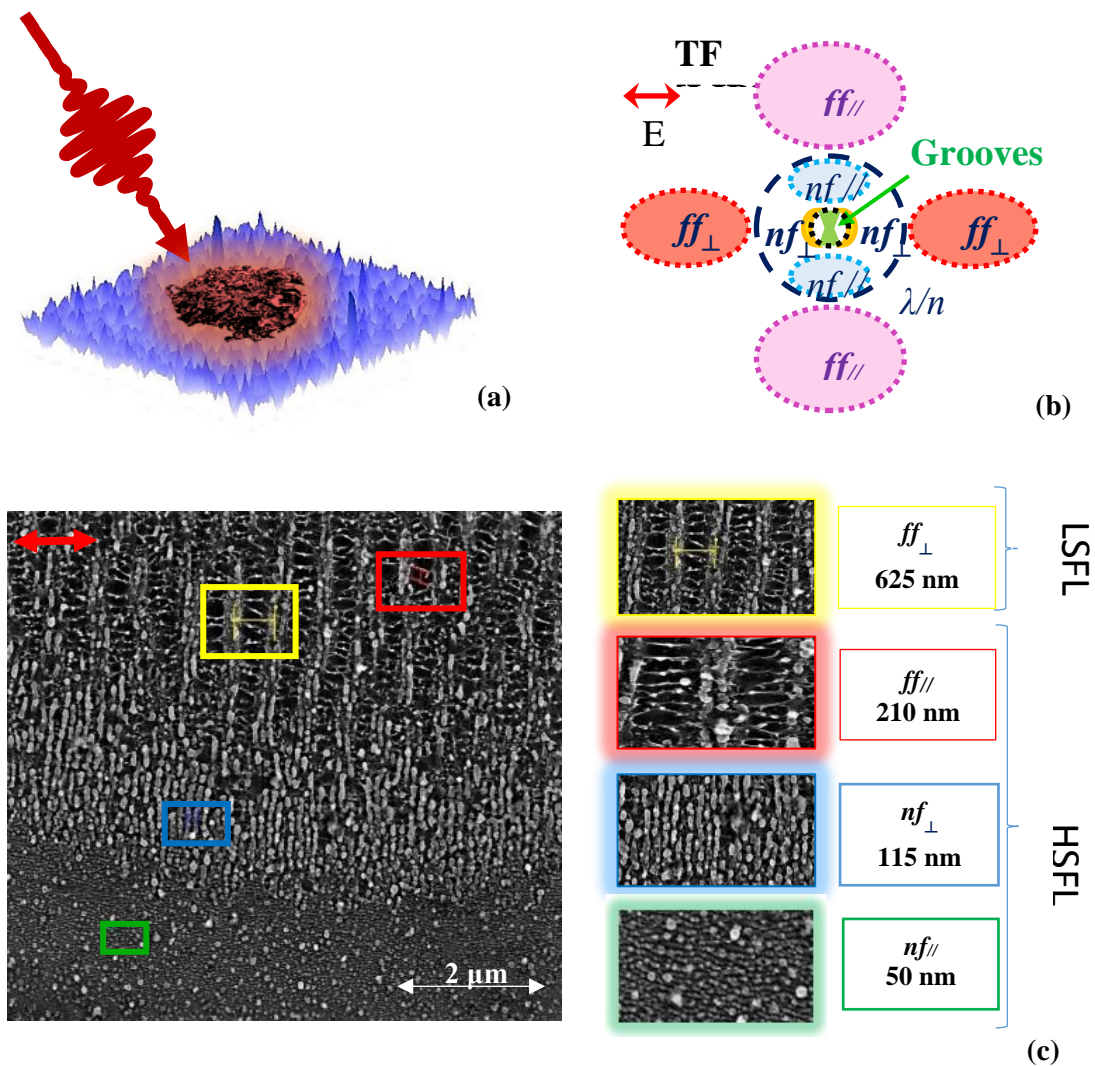 TF
E
ff//
Grooves
nf //
ff⊥
nf⊥
nf⊥
ff⊥
nf //
λ/n
ff//
(a)
(b)
ff⊥
625 nm
LSFL
ff//
210 nm
nf⊥
115 nm
HSFL
nf//
50 nm
2 µm
(c)